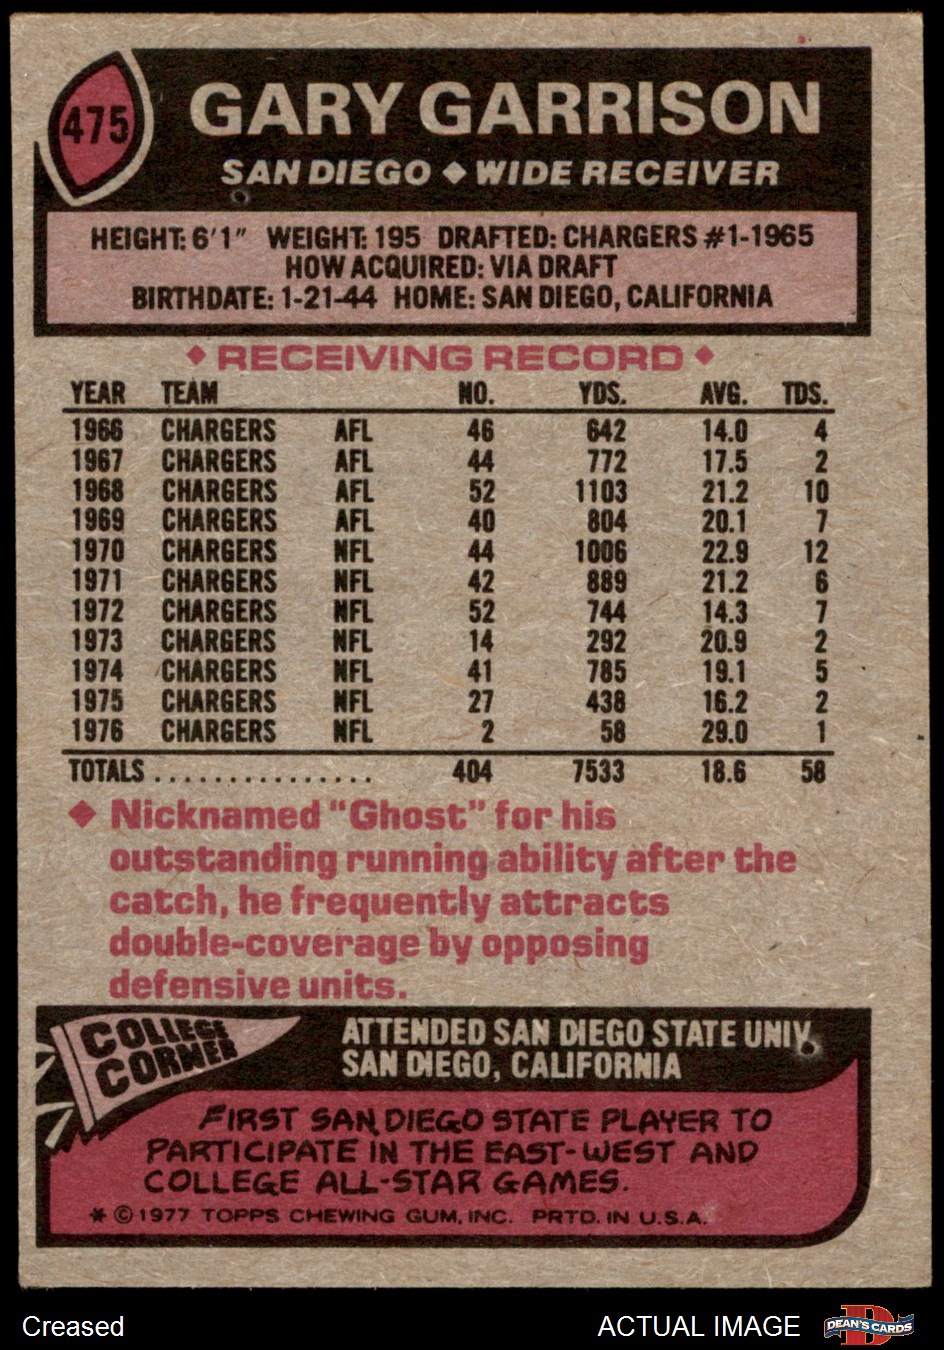 475
GARY GARRISON
SAN DIEGO ◆ WIDE RECEIVER
HEIGHT: 6'1" WEIGHT: 195 DRAFTED: CHARGERS #1-1965
HOW ACQUIRED: VIA DRAFT
BIRTHDATE: 1-21-44 HOME: SAN DIEGO, CALIFORNIA
◆ RECEIVING RECORD ◆
YEAR TEAM NO. YDS. AVG. TDS.
1966 CHARGERS AFL 46 642 14.0 4
1967 CHARGERS AFL 44 772 17.5 2
1968 CHARGERS AFL 52 1103 21.2 10
1969 CHARGERS AFL 40 804 20.1 7
1970 CHARGERS NFL 44 1006 22.9 12
1971 CHARGERS NFL 42 889 21.2 6
1972 CHARGERS NFL 52 744 14.3 7
1973 CHARGERS NFL 14 292 20.9 2
1974 CHARGERS NFL 41 785 19.1 5
1975 CHARGERS NFL 27 438 16.2 2
1976 CHARGERS NFL 2 58 29.0 1
TOTALS ............... 404 7533 18.6 58
◆ Nicknamed "Ghost" for his
outstanding running ability after the
catch, he frequently attracts
double-coverage by opposing
defensive units.
COLLEGE
CORNER
ATTENDED SAN DIEGO STATE UNIV.
SAN DIEGO, CALIFORNIA
FIRST SAN DIEGO STATE PLAYER TO
PARTICIPATE IN THE EAST-WEST AND
COLLEGE ALL-STAR GAMES.
* © 1977 TOPPS CHEWING GUM, INC. PRTD. IN U.S.A.
Creased
ACTUAL IMAGE
D
DEAN'S CARDS